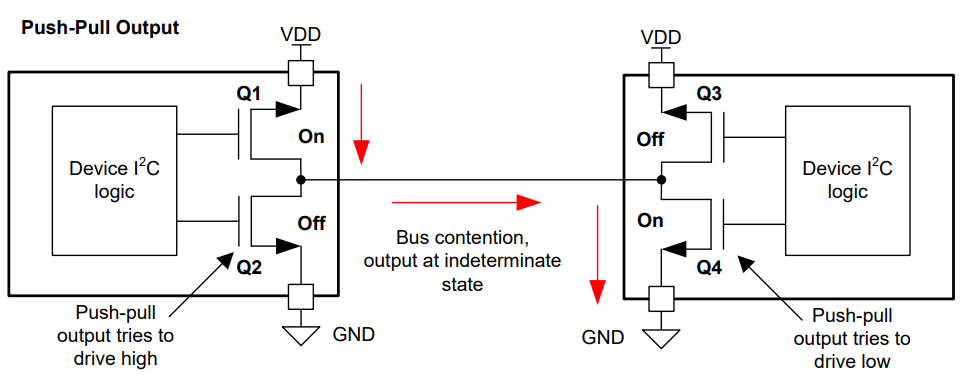 Push-Pull Output
VDD
Q1
On
Device I²C
logic
Off
Q2
Push-pull
output tries to
drive high
GND
Bus contention,
output at indeterminate
state
VDD
Q3
Off
Device I²C
logic
On
Q4
GND
Push-pull
output tries to
drive low